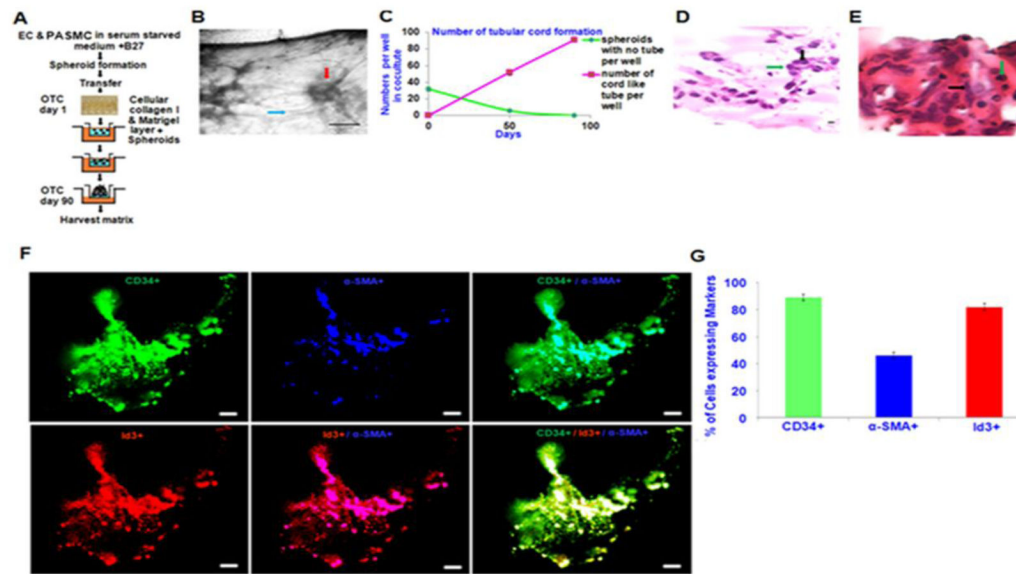 A
EC & PASMC in serum starved
medium +B27
Spheroid formation
Transfer
OTC
day 1
Cellular
collagen I
& Matrigel
layer +
Spheroids
OTC
day 90
Harvest matrix
B
C
Number of tubular cord formation
Numbers per well
in cocutute
100
80
60
40
20
0
0
50
100
Days
spheroids
with no tube
per well
number of
cord like
tube per
well
D
E
F
CD34+
α-SMA+
CD34+ / α-SMA+
Id3+
Id3+ / α-SMA+
CD34+ / Id3+ / α-SMA+
G
% of Cells expressing Markers
100
80
60
40
20
0
CD34+
α-SMA+
Id3+